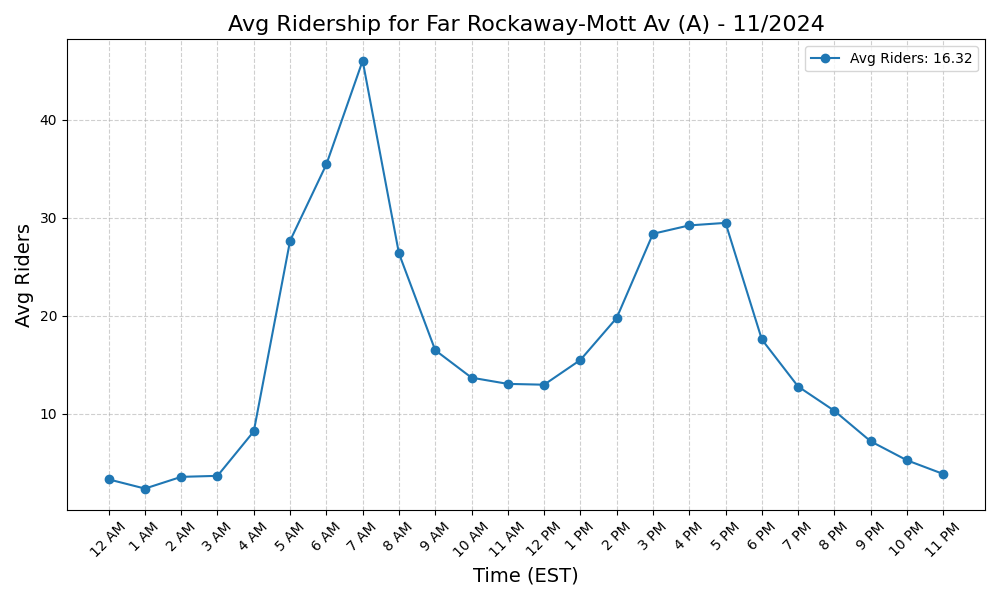 Avg Ridership for Far Rockaway-Mott Av (A) - 11/2024
Avg Riders: 16.32
Avg Riders
40
30
20
10
12 AM
1 AM
2 AM
3 AM
4 AM
5 AM
6 AM
7 AM
8 AM
9 AM
10 AM
11 AM
12 PM
1 PM
2 PM
3 PM
4 PM
5 PM
6 PM
7 PM
8 PM
9 PM
10 PM
11 PM
Time (EST)